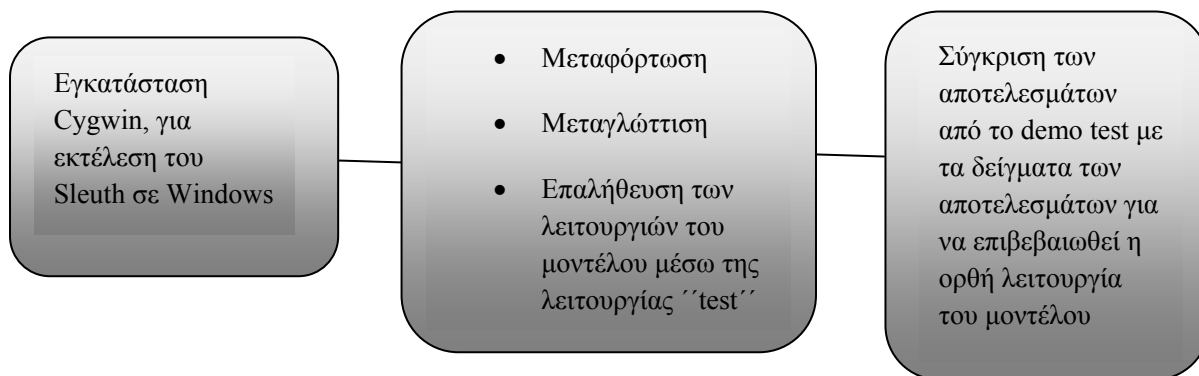 Εγκατάσταση
Cygwin, για
εκτέλεση του
Sleuth σε Windows
• Μεταφόρτωση
• Μεταγλώττιση
• Επαλήθευση των
λειτουργιών του
μοντέλου μέσω της
λειτουργίας ΄΄test΄΄
Σύγκριση των
αποτελεσμάτων
από το demo test με
τα δείγματα των
αποτελεσμάτων για
να επιβεβαιωθεί η
ορθή λειτουργία
του μοντέλου